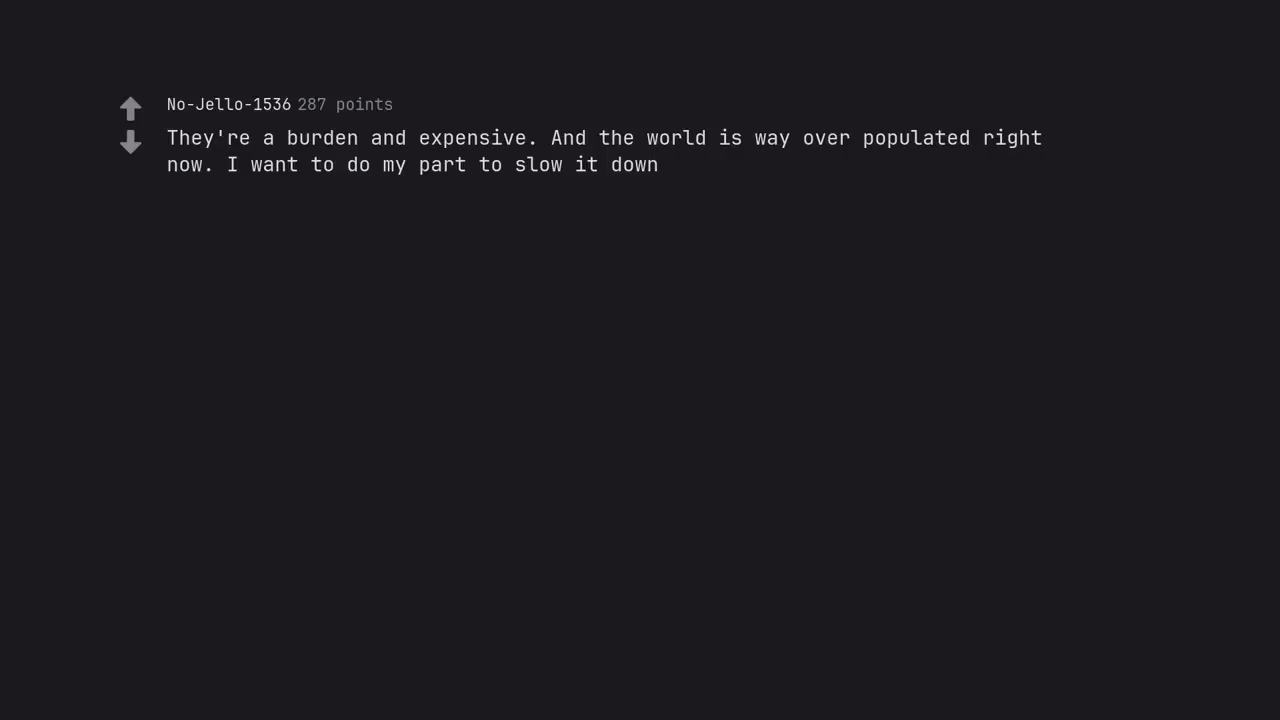 No-Jello-1536 287 points
They're a burden and expensive. And the world is way over populated right
now. I want to do my part to slow it down